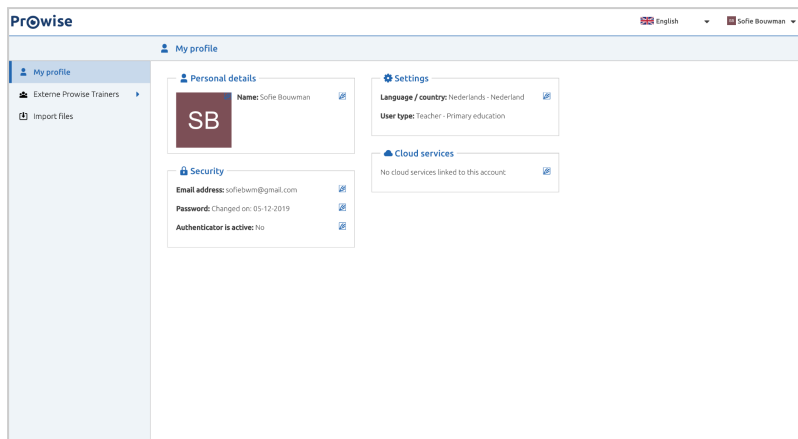 Prowise
English
SB Sofie Bouwman
My profile
My profile
Externe Prowise Trainers
Import files
Personal details
SB
Name: Sofie Bouwman
Security
Email address: sofiebwm@gmail.com
Password: Changed on: 05-12-2019
Authenticator is active: No
Settings
Language / country: Nederlands - Nederland
User type: Teacher - Primary education
Cloud services
No cloud services linked to this account